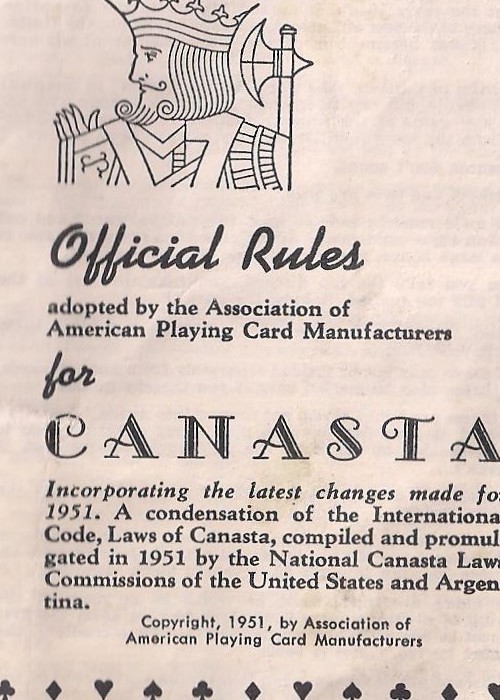 Official Rules
adopted by the Association of
American Playing Card Manufacturers
for
CANASTA
Incorporating the latest changes made fo
1951. A condensation of the Internationa
Code, Laws of Canasta, compiled and promul
gated in 1951 by the National Canasta Law
Commissions of the United States and Argen
tina.
Copyright, 1951, by Association of
American Playing Card Manufacturers